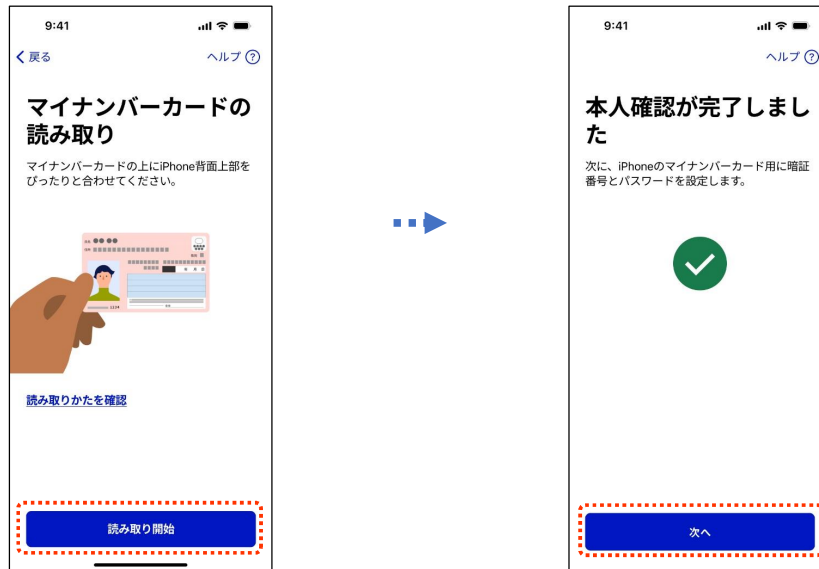 9:41
戻る
ヘルプ ?
マイナンバーカードの
読み取り
マイナンバーカードの上にiPhone背面上部を
ぴったりと合わせてください。
1234
読み取りかたを確認
読み取り開始
9:41
ヘルプ ?
本人確認が完了しまし
た
次に、iPhoneのマイナンバーカード用に暗証
番号とパスワードを設定します。
次へ